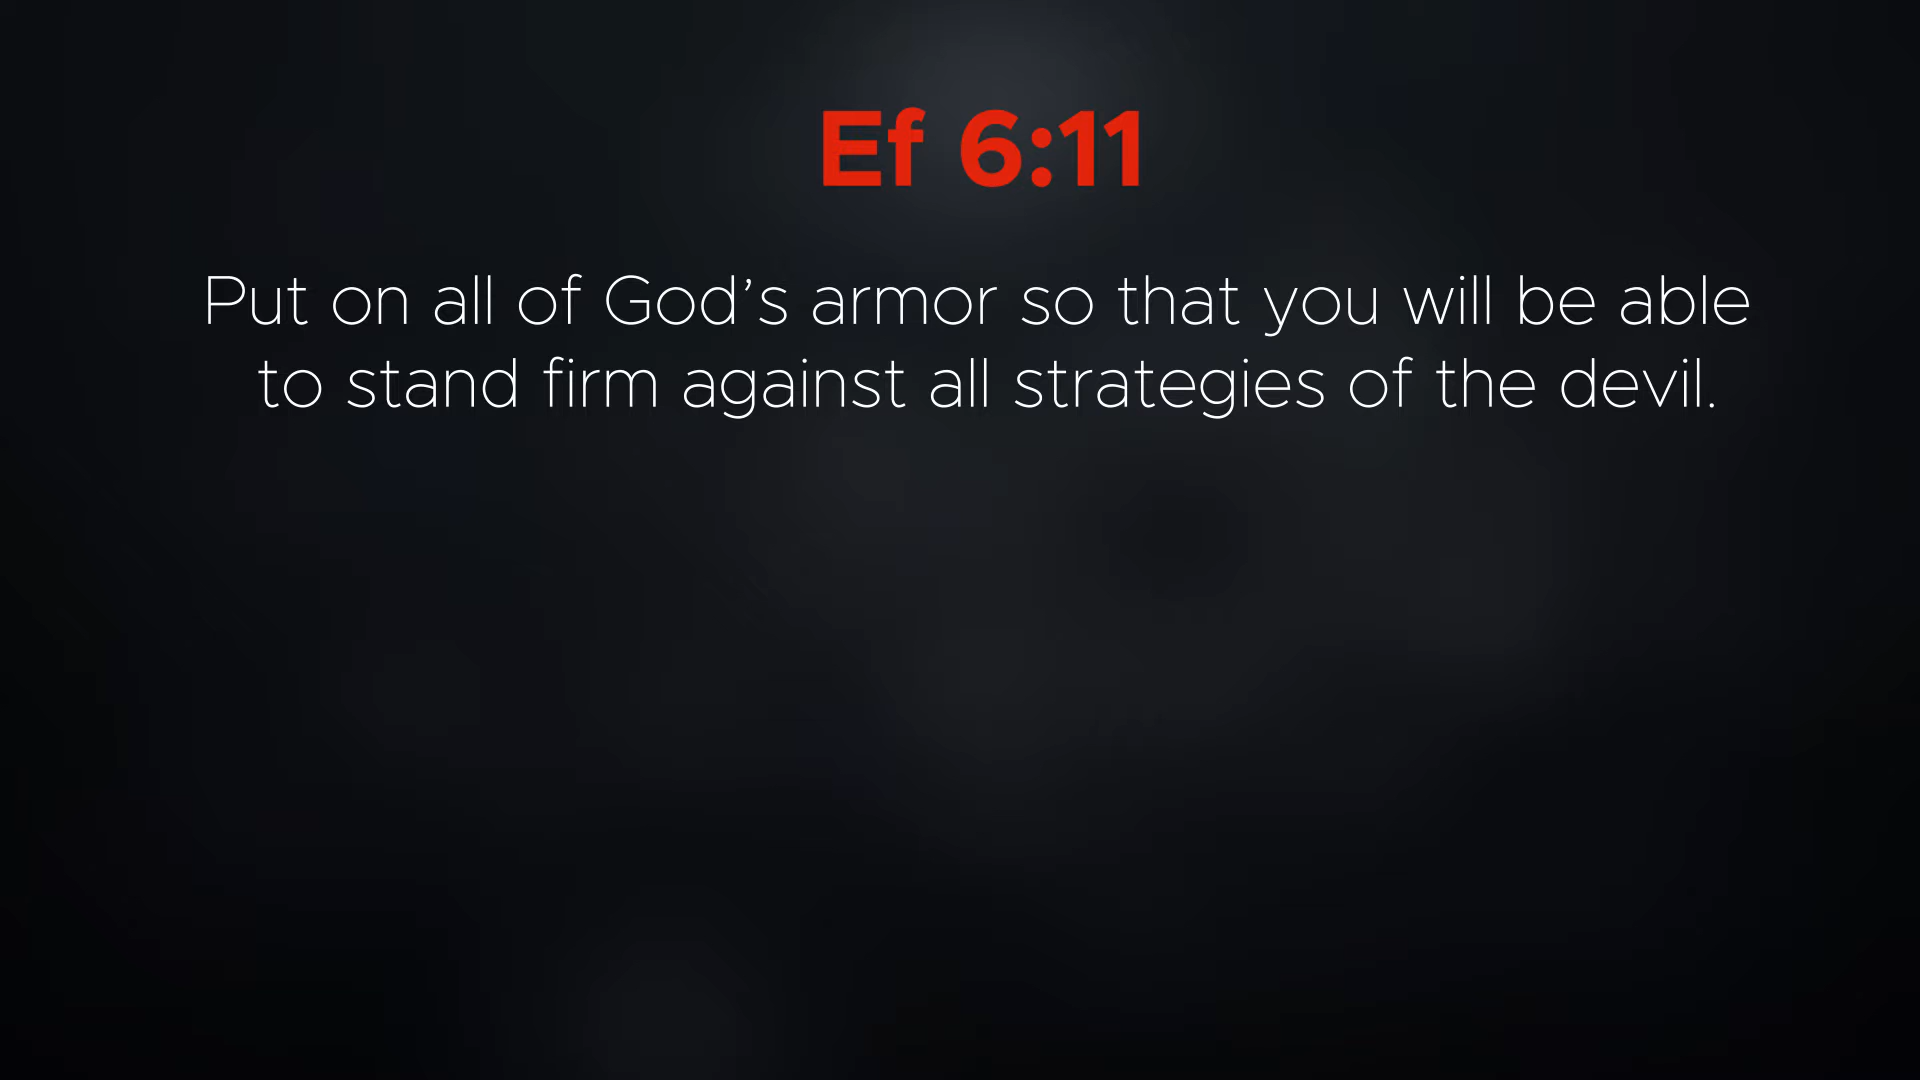 Ef 6:11
Put on all of God’s armor so that you will be able
to stand firm against all strategies of the devil.